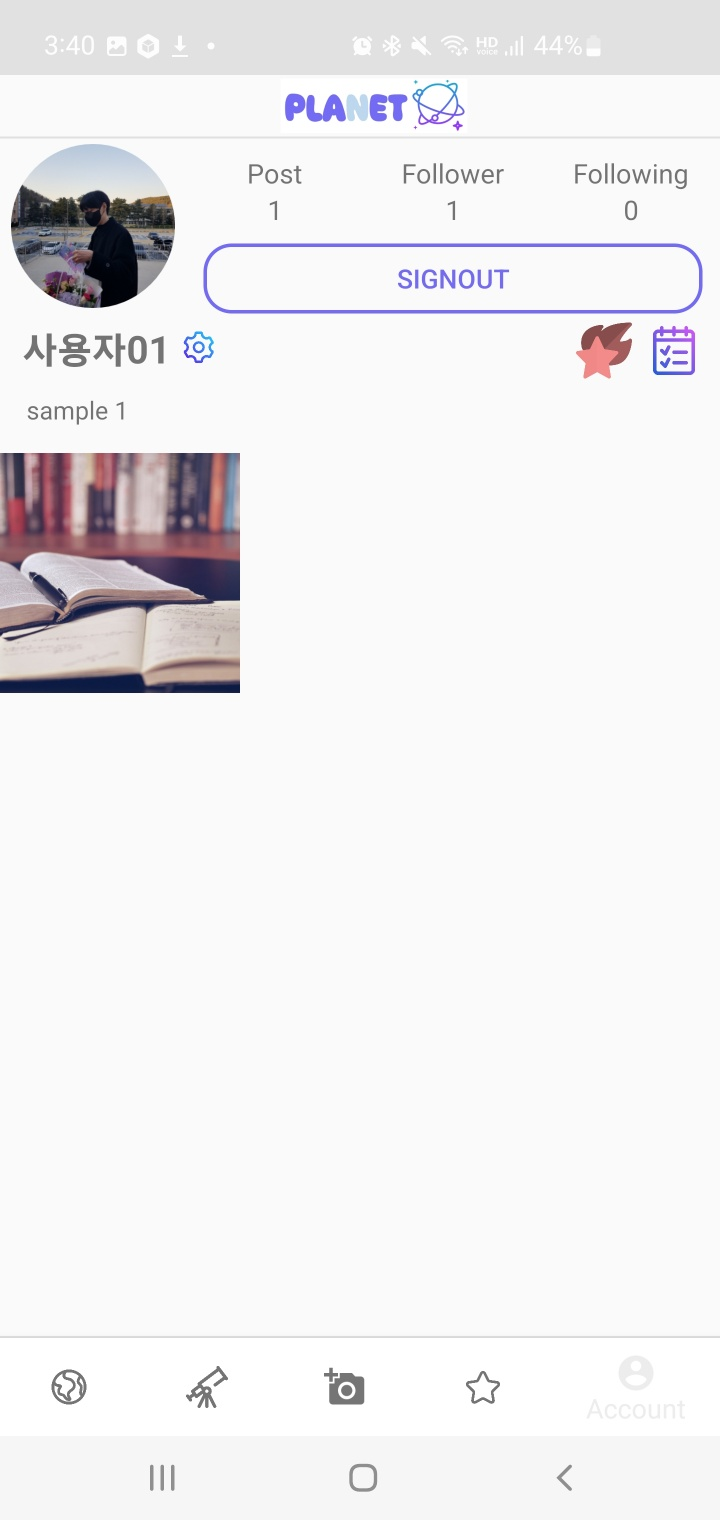 3:40 HD voice 44%
PLANET
Post Follower Following
1 1 0
SIGNOUT
사용자01
sample 1
Account